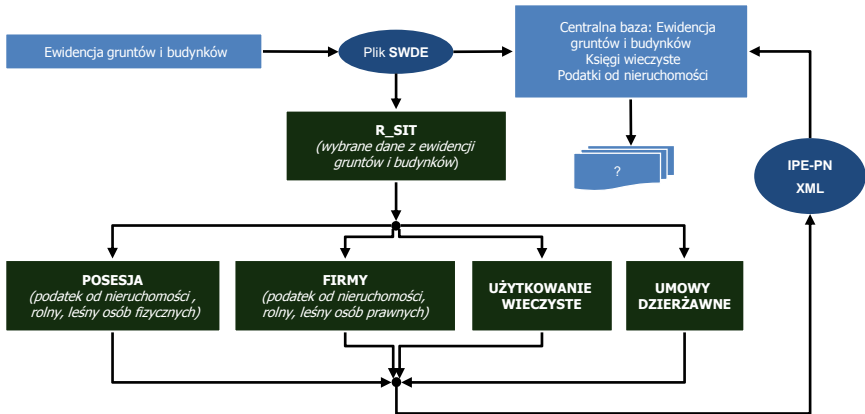 Ewidencja gruntów i budynków
Plik SWDE
Centralna baza: Ewidencja
gruntów i budynków
Księgi wieczyste
Podatki od nieruchomości
R_SIT
(wybrane dane z ewidencji
gruntów i budynków)
?
IPE-PN
XML
POSESJA
(podatek od nieruchomości ,
rolny, leśny osób fizycznych)
FIRMY
(podatek od nieruchomości,
rolny, leśny osób prawnych)
UŻYTKOWANIE
WIECZYSTE
UMOWY
DZIERŻAWNE